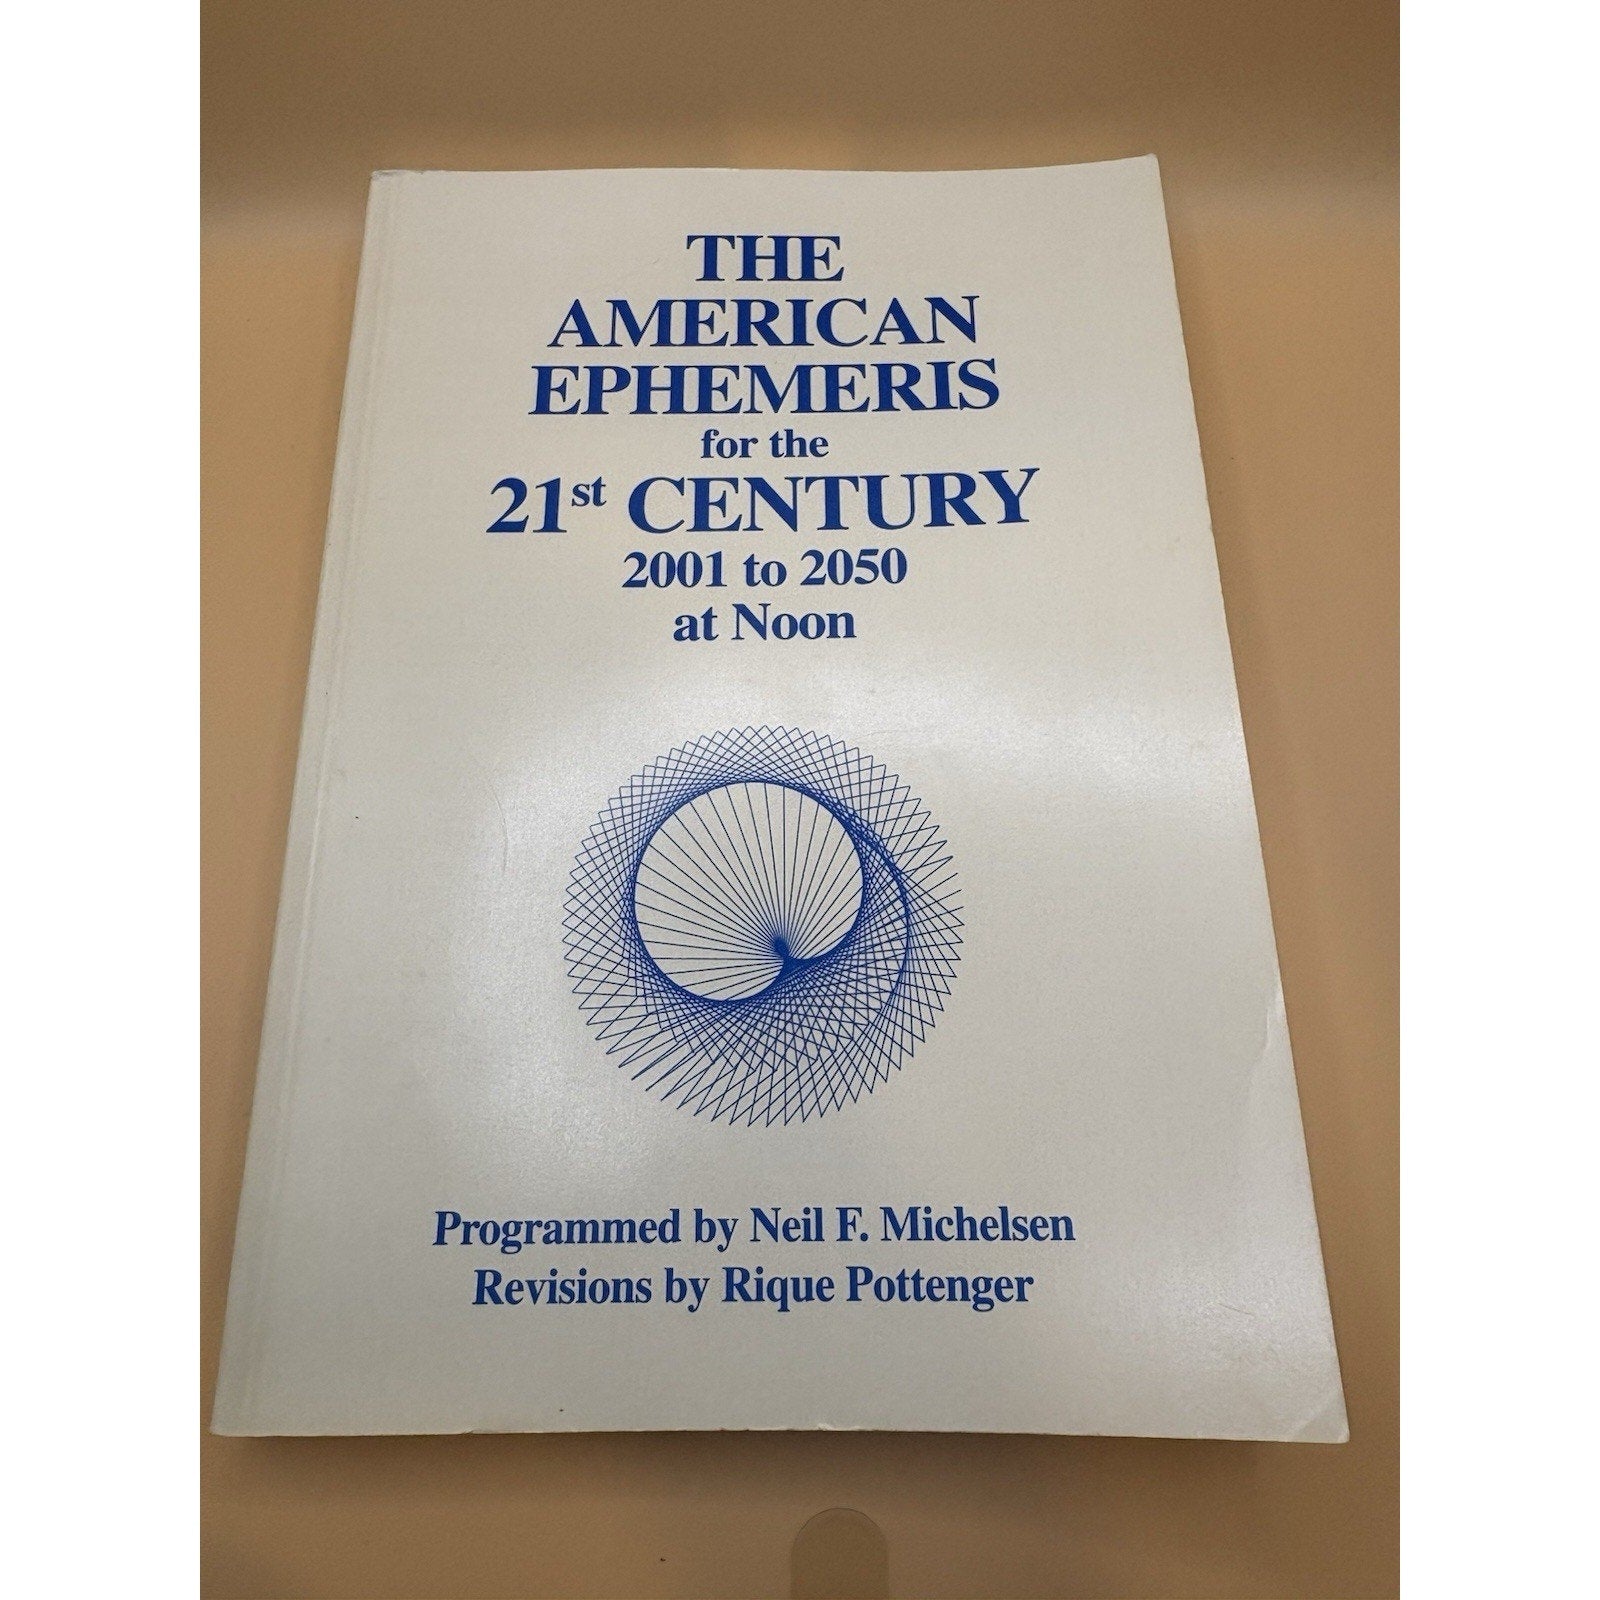 THE
AMERICAN
EPHEMERIS
for the
21st CENTURY
2001 to 2050
at Noon
Programmed by Neil F. Michelsen
Revisions by Rique Pottenger